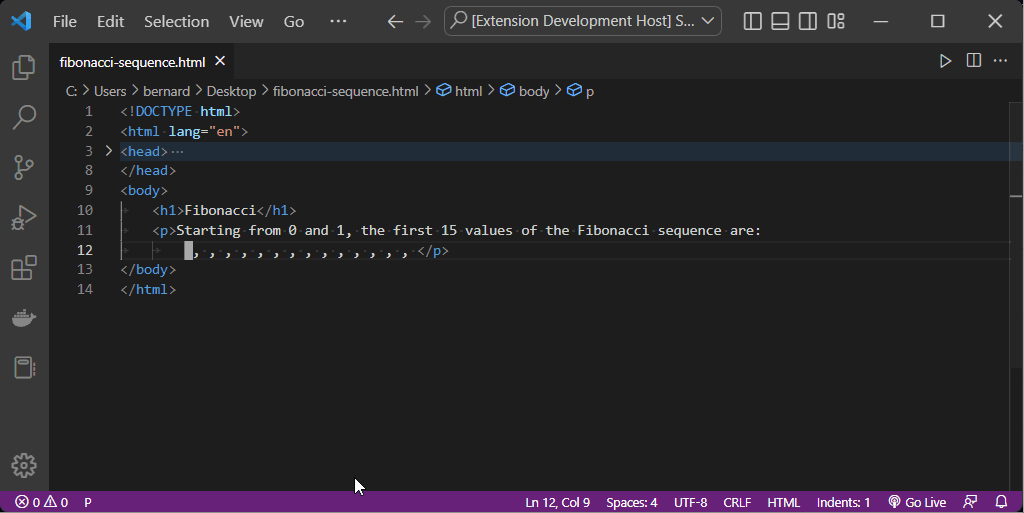 File Edit Selection View Go ··· [Extension Development Host] S...
fibonacci-sequence.html
C: > Users > bernard > Desktop > fibonacci-sequence.html > html > body > p
1 <!DOCTYPE html>
2 <html lang="en">
3 <head>···
8 </head>
9 <body>
10 <h1>Fibonacci</h1>
11 <p>Starting from 0 and 1, the first 15 values of the Fibonacci sequence are:
12 , , , , , , , , , , , , , , </p>
13 </body>
14 </html>
0 0 P Ln 12, Col 9 Spaces: 4 UTF-8 CRLF HTML Indents: 1 Go Live